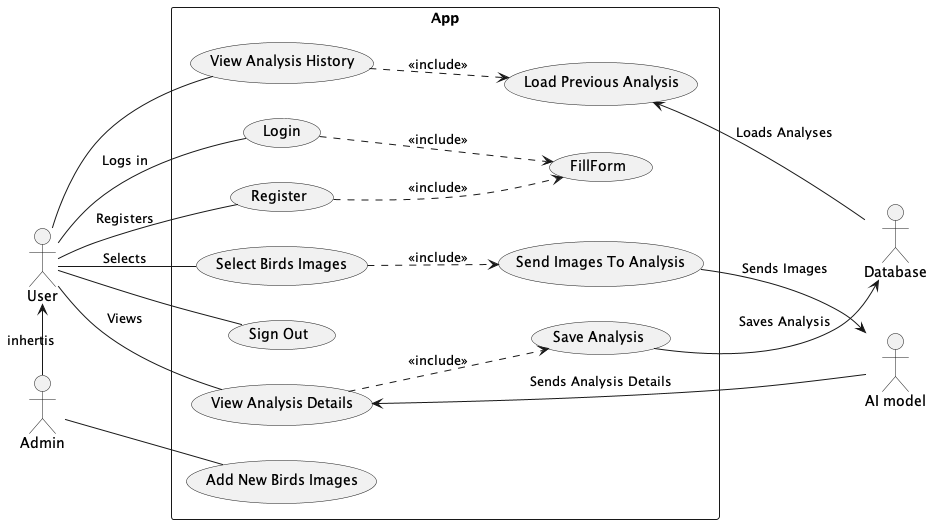 App
View Analysis History
«include»
Load Previous Analysis
Loads Analyses
Login
Logs in
«include»
FillForm
Register
Registers
«include»
Select Birds Images
Selects
«include»
Send Images To Analysis
Sends Images
Database
User
Sign Out
Save Analysis
Saves Analysis
Views
inhertis
«include»
View Analysis Details
Sends Analysis Details
AI model
Admin
Add New Birds Images